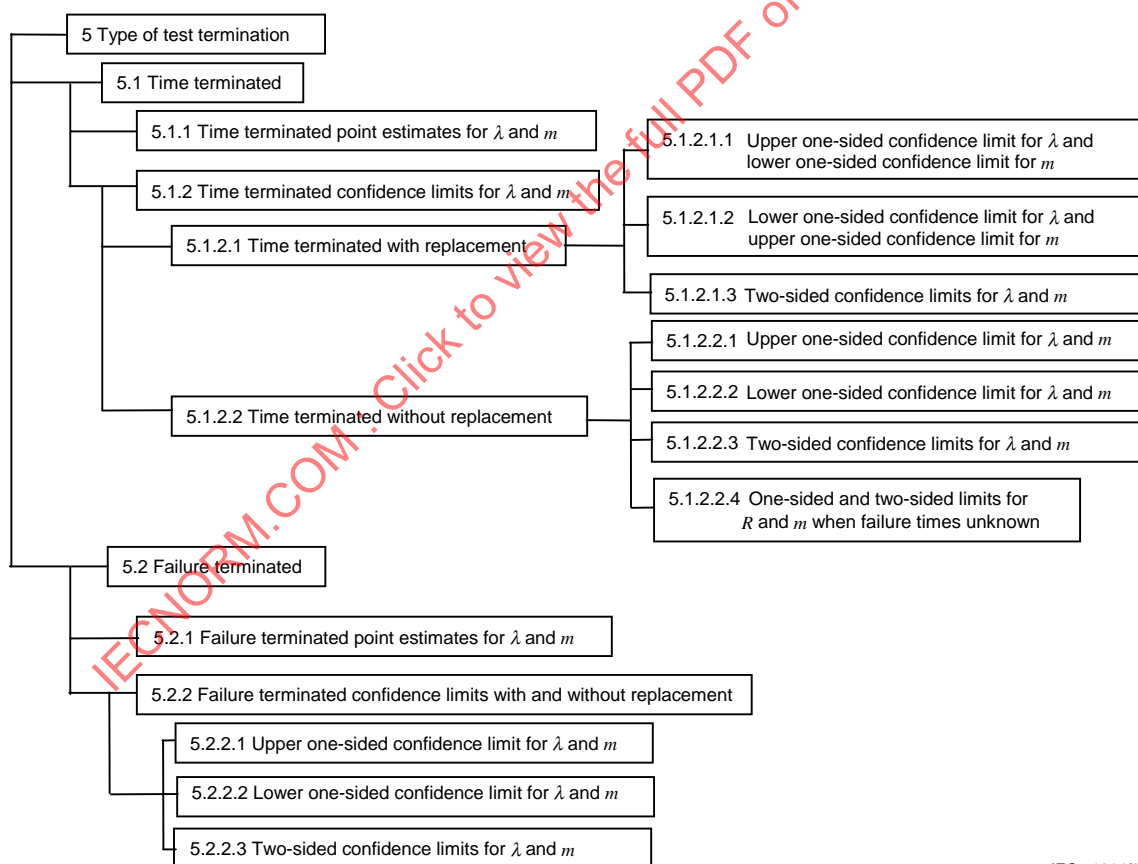 5 Type of test termination
5.1 Time terminated
5.1.1 Time terminated point estimates for λ and m
5.1.2 Time terminated confidence limits for λ and m
5.1.2.1 Time terminated with replacement
5.1.2.1.1 Upper one-sided confidence limit for λ and
lower one-sided confidence limit for m
5.1.2.1.2 Lower one-sided confidence limit for λ and
upper one-sided confidence limit for m
5.1.2.1.3 Two-sided confidence limits for λ and m
5.1.2.2 Time terminated without replacement
5.1.2.2.1 Upper one-sided confidence limit for λ and m
5.1.2.2.2 Lower one-sided confidence limit for λ and m
5.1.2.2.3 Two-sided confidence limits for λ and m
5.1.2.2.4 One-sided and two-sided limits for
R and m when failure times unknown
5.2 Failure terminated
5.2.1 Failure terminated point estimates for λ and m
5.2.2 Failure terminated confidence limits with and without replacement
5.2.2.1 Upper one-sided confidence limit for λ and m
5.2.2.2 Lower one-sided confidence limit for λ and m
5.2.2.3 Two-sided confidence limits for λ and m
IECNORM.COM : Click to view the full PDF